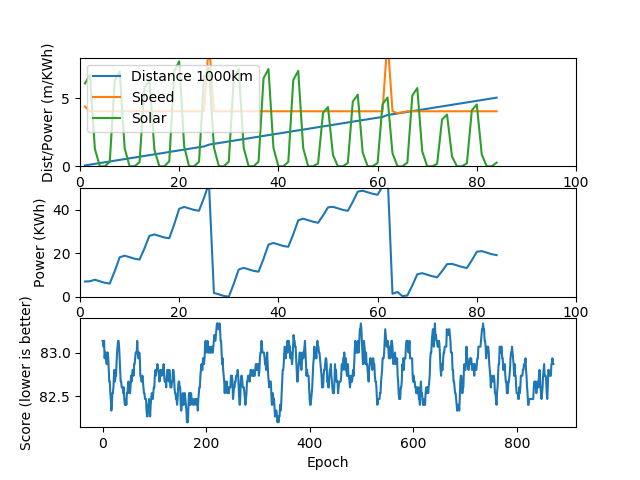 Dist/Power (m/KWh)
5
0
Distance 1000km
Speed
Solar
0 20 40 60 80 100
Power (KWh)
40
20
0
0 20 40 60 80 100
Score (lower is better)
83.0
82.5
0 200 400 600 800
Epoch